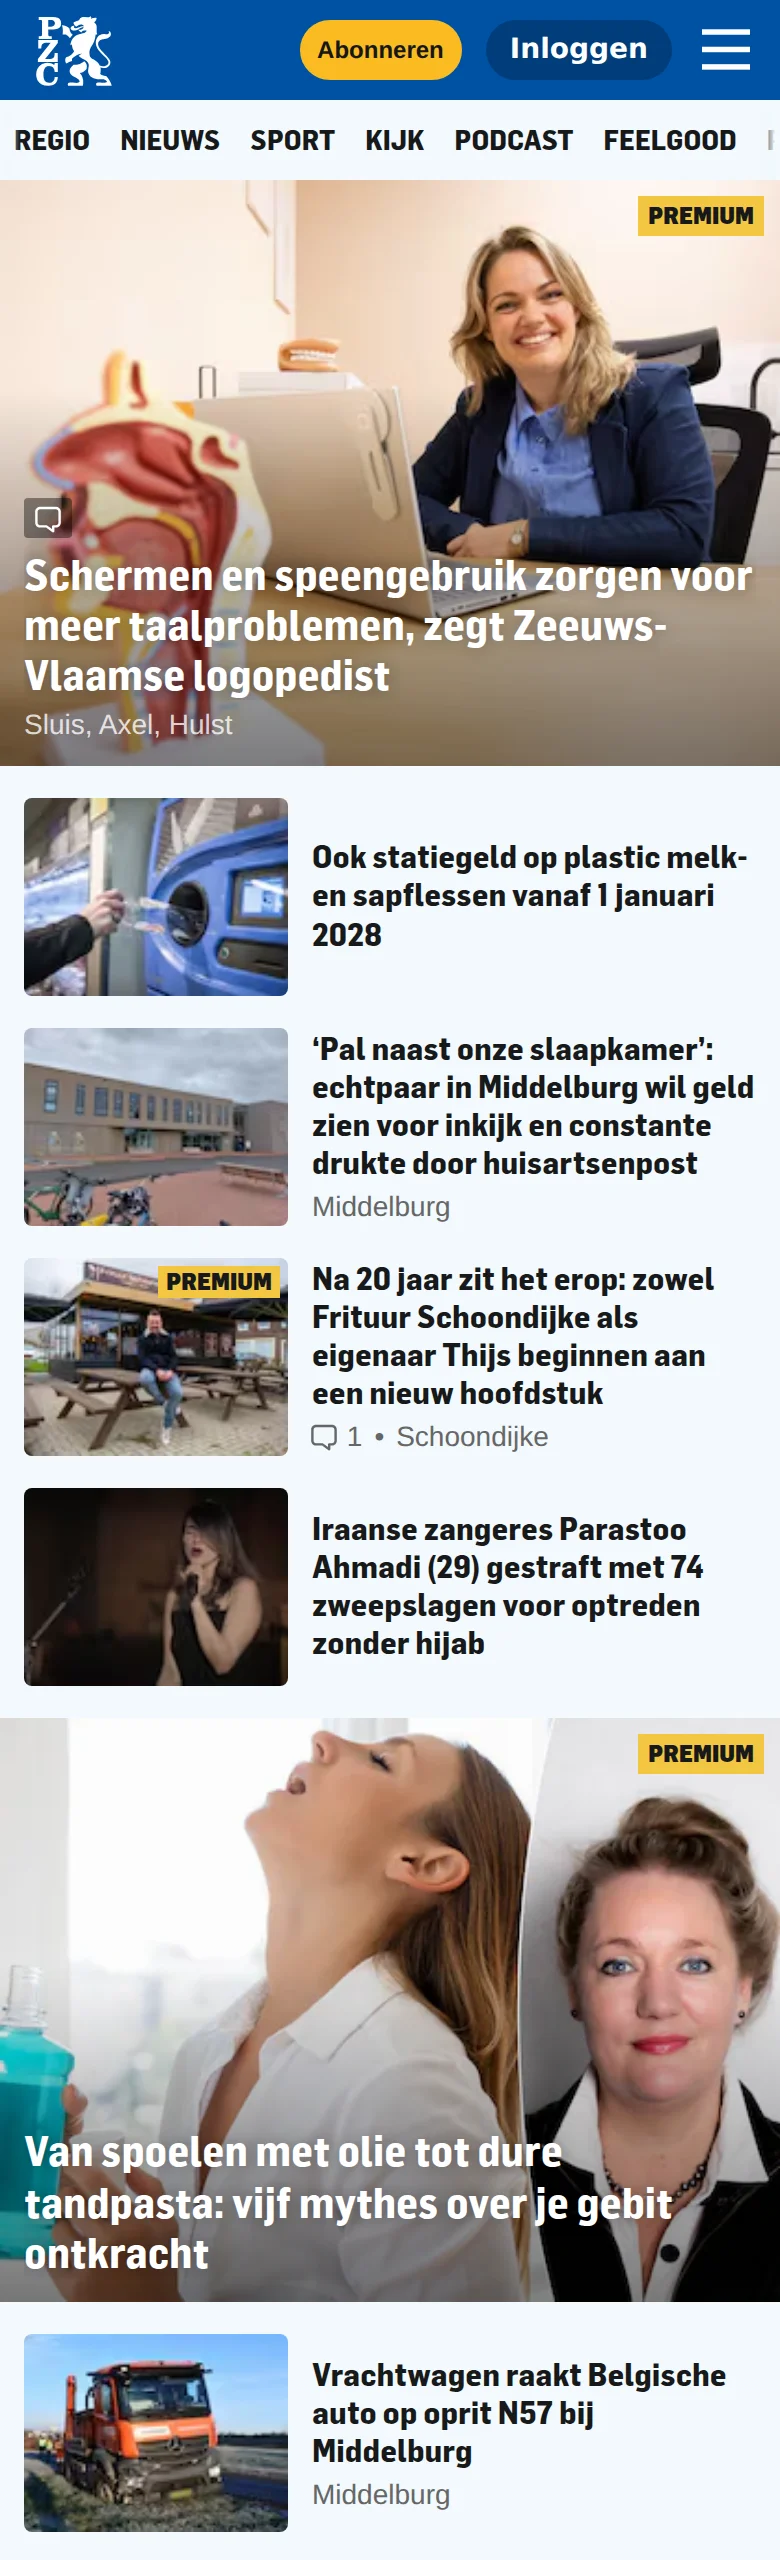 P
Z
C
Abonneren
Inloggen
REGIO NIEUWS SPORT KIJK PODCAST FEELGOOD
PREMIUM
Schermen en speengebruik zorgen voor
meer taalproblemen, zegt Zeeuws-
Vlaamse logopedist
Sluis, Axel, Hulst
Ook statiegeld op plastic melk-
en sapflessen vanaf 1 januari
2028
‘Pal naast onze slaapkamer’:
echtpaar in Middelburg wil geld
zien voor inkijk en constante
drukte door huisartsenpost
Middelburg
PREMIUM
Na 20 jaar zit het erop: zowel
Frituur Schoondijke als
eigenaar Thijs beginnen aan
een nieuw hoofdstuk
1 • Schoondijke
Iraanse zangeres Parastoo
Ahmadi (29) gestraft met 74
zweepslagen voor optreden
zonder hijab
PREMIUM
Van spoelen met olie tot dure
tandpasta: vijf mythes over je gebit
ontkracht
Vrachtwagen raakt Belgische
auto op oprit N57 bij
Middelburg
Middelburg